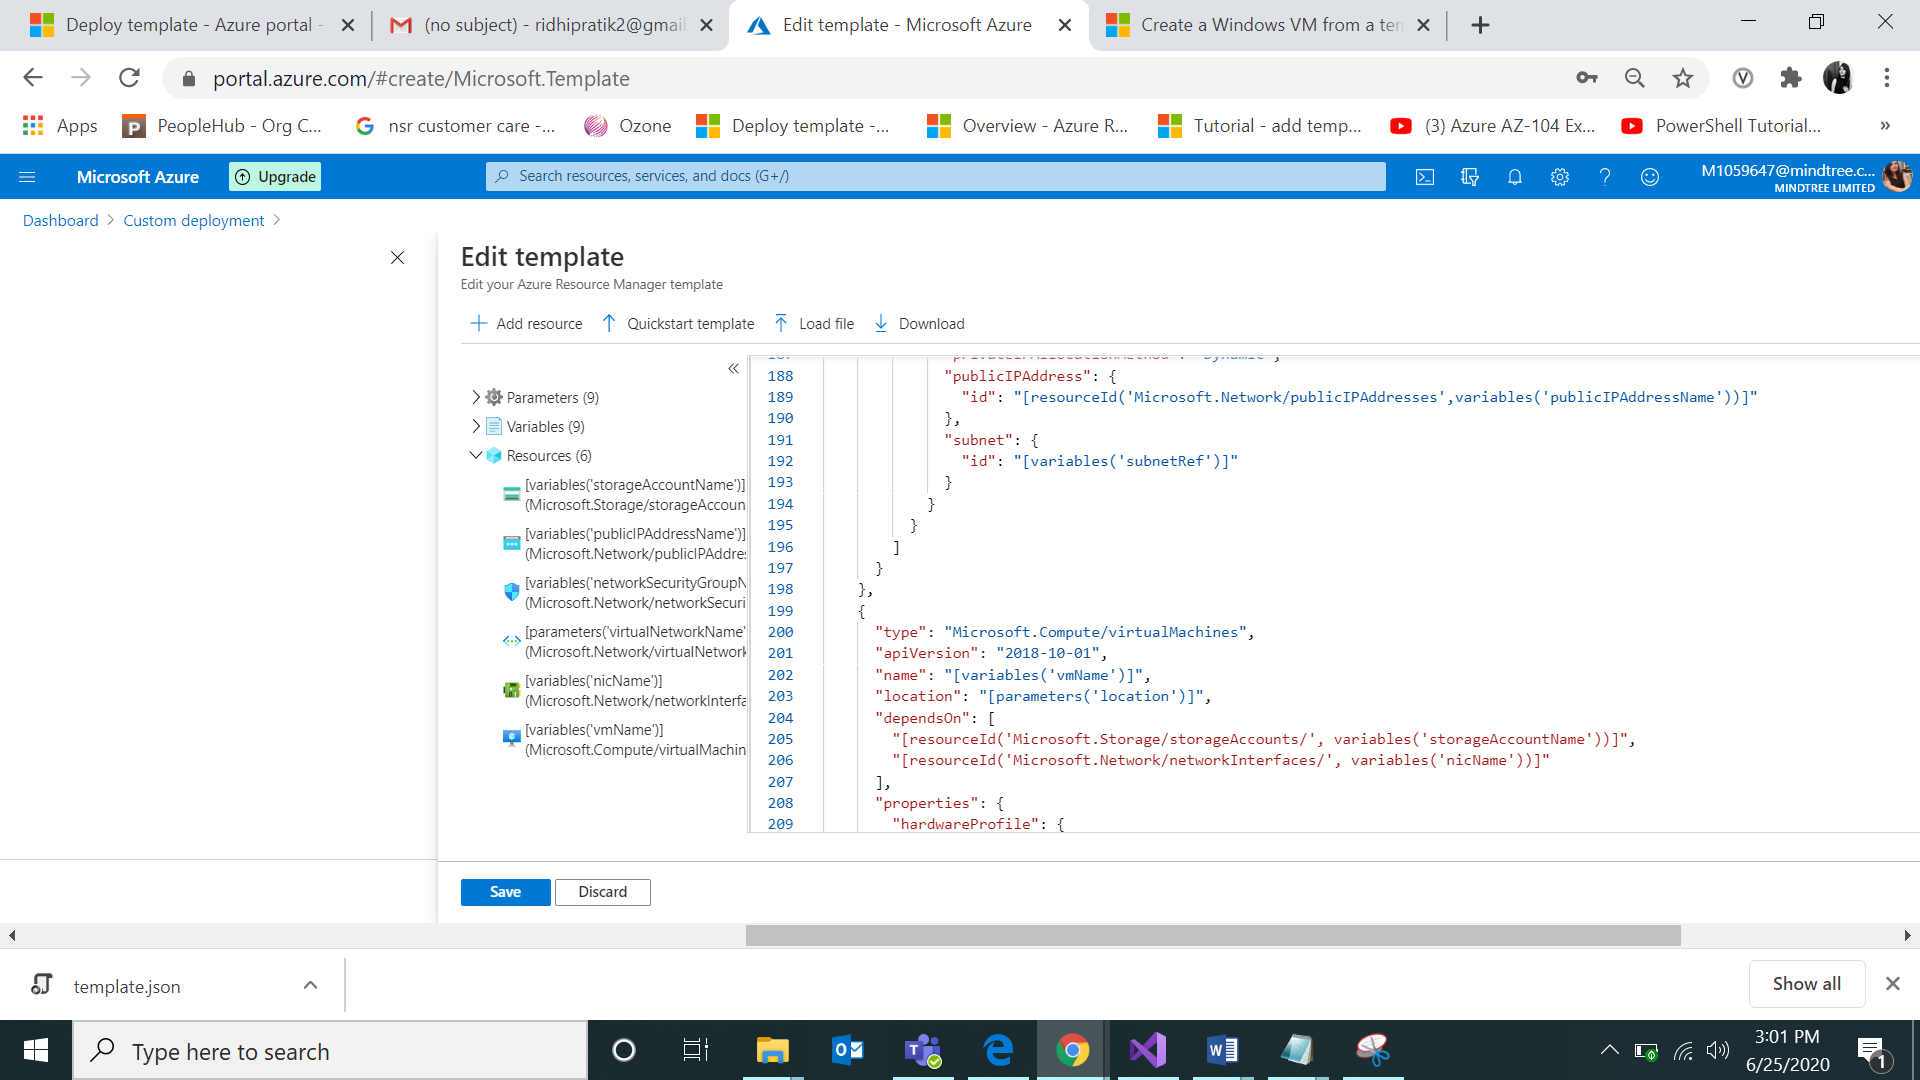 Deploy template - Azure portal -
(no subject) - ridhipratik2@gmail
Edit template - Microsoft Azure
Create a Windows VM from a tem
portal.azure.com/#create/Microsoft.Template
Apps
PeopleHub - Org C...
nsr customer care -...
Ozone
Deploy template -...
Overview - Azure R...
Tutorial - add temp...
(3) Azure AZ-104 Ex...
PowerShell Tutorial...
»
Microsoft Azure
Upgrade
Search resources, services, and docs (G+/)
M1059647@mindtree.c...
MINDTREE LIMITED
Dashboard > Custom deployment >
Edit template
Edit your Azure Resource Manager template
Add resource
Quickstart template
Load file
Download
Parameters (9)
Variables (9)
Resources (6)
[variables('storageAccountName')]
(Microsoft.Storage/storageAccoun
[variables('publicIPAddressName')]
(Microsoft.Network/publicIPAddre
[variables('networkSecurityGroupN
(Microsoft.Network/networkSecuri
[parameters('virtualNetworkName'
(Microsoft.Network/virtualNetwork
[variables('nicName')]
(Microsoft.Network/networkInterfa
[variables('vmName')]
(Microsoft.Compute/virtualMachin
187 "privateIPAllocationMethod": "Dynamic",
188 "publicIPAddress": {
189 "id": "[resourceId('Microsoft.Network/publicIPAddresses',variables('publicIPAddressName'))]"
190 },
191 "subnet": {
192 "id": "[variables('subnetRef')]"
193 }
194 }
195 }
196 ]
197 }
198 },
199 {
200 "type": "Microsoft.Compute/virtualMachines",
201 "apiVersion": "2018-10-01",
202 "name": "[variables('vmName')]",
203 "location": "[parameters('location')]",
204 "dependsOn": [
205 "[resourceId('Microsoft.Storage/storageAccounts/', variables('storageAccountName'))]",
206 "[resourceId('Microsoft.Network/networkInterfaces/', variables('nicName'))]"
207 ],
208 "properties": {
209 "hardwareProfile": {
Save
Discard
template.json
Show all
Type here to search
3:01 PM
6/25/2020
1